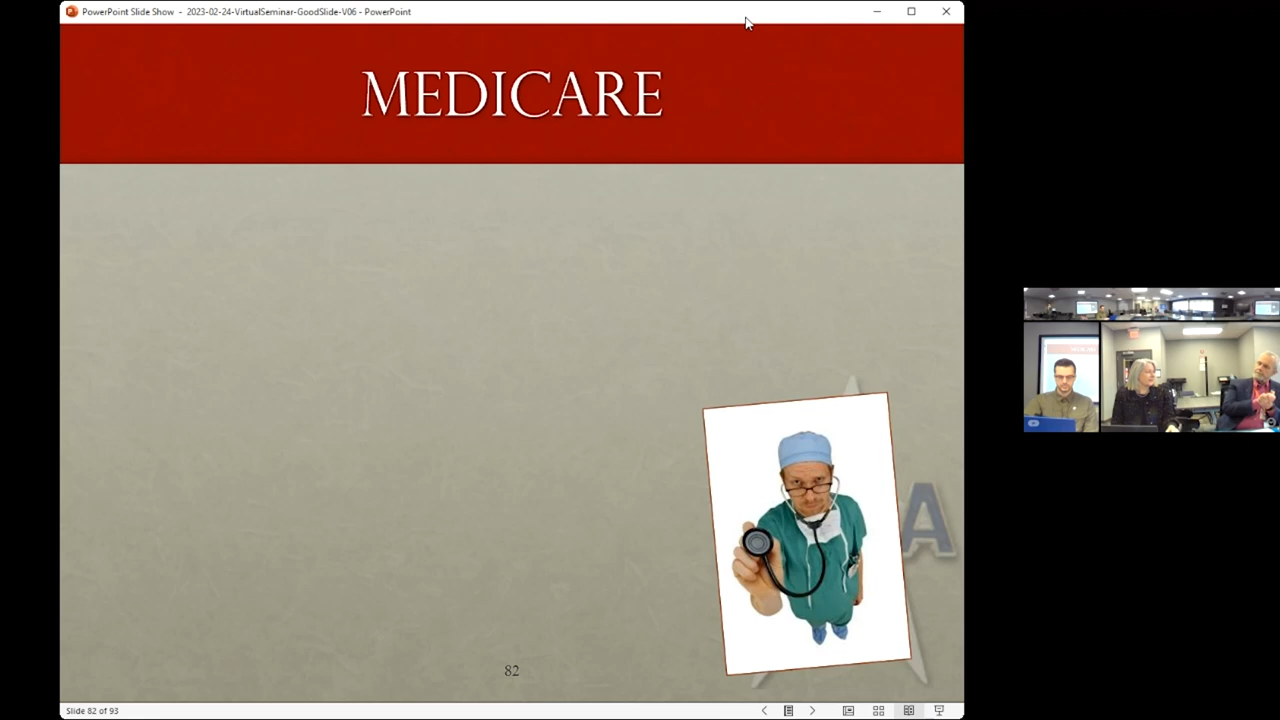 PowerPoint Slide Show - 2023-02-24-VirtualSeminar-GoodSlide-V06 - PowerPoint
MEDICARE
A
82
Slide 82 of 93